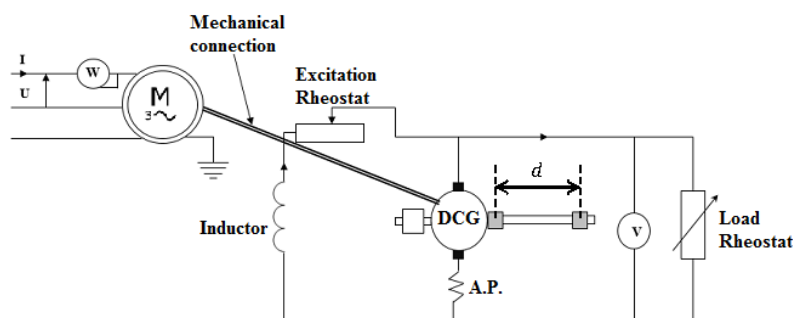 Mechanical
connection
I
W
U
M
3
Excitation
Rheostat
d
Inductor
DCG
V
Load
Rheostat
A.P.